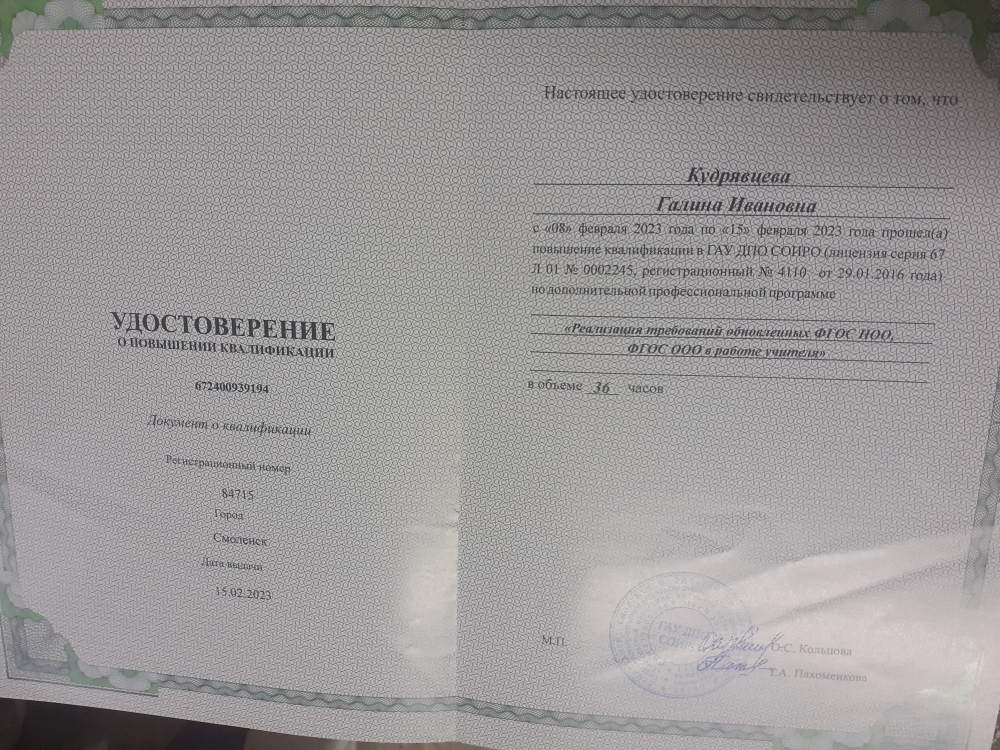 УДОСТОВЕРЕНИЕ
О ПОВЫШЕНИИ КВАЛИФИКАЦИИ
672400939194
Документ о квалификации
Регистрационный номер
84715
Город
Смоленск
Дата выдачи
15.02.2023
Настоящее удостоверение свидетельствует о том, что
Кудрявцева
Галина Ивановна
с «08» февраля 2023 года по «15» февраля 2023 года прошел(а)
повышение квалификации в ГАУ ДПО СОИРО (лицензия серия 67
Л 01 № 0002245, регистрационный № 4110 от 29.01.2016 года)
по дополнительной профессиональной программе
«Реализация требований обновленных ФГОС НОО,
ФГОС ООО в работе учителя»
в объеме 36 часов
М.П.
ГАУ ДПО
СОИРО
О.С. Кольцова
Т.А. Пахоменкова